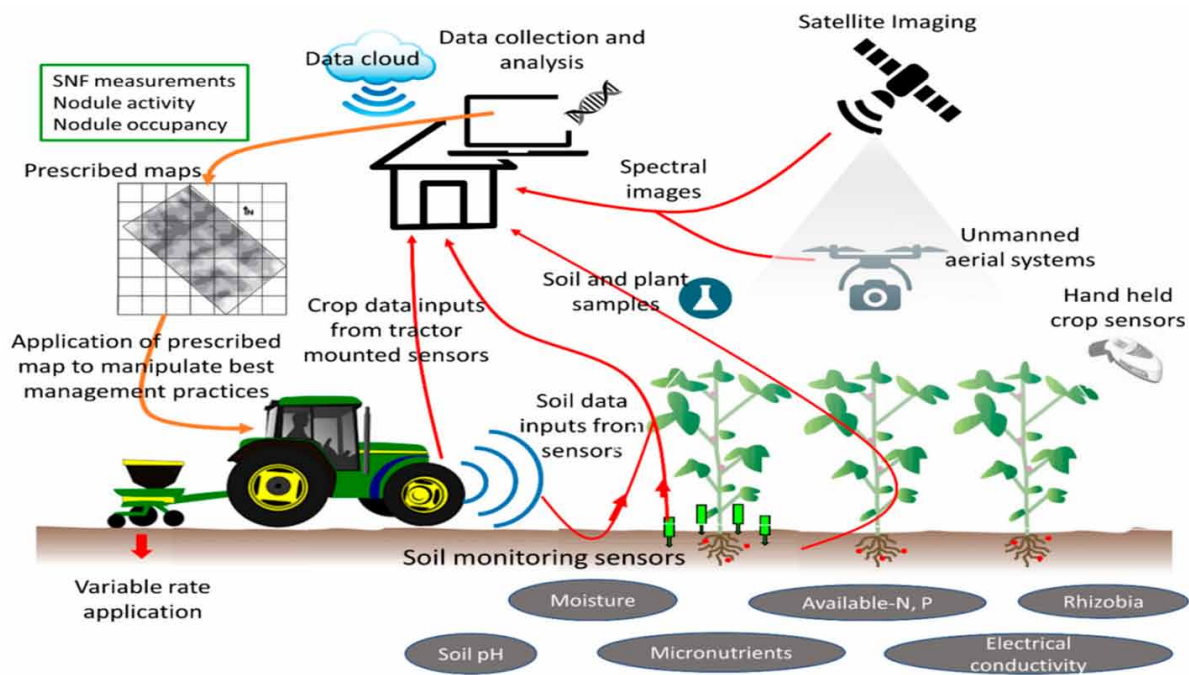 Satellite Imaging
Data collection and
analysis
Data cloud
SNF measurements
Nodule activity
Nodule occupancy
Prescribed maps
N
Spectral
images
Unmanned
aerial systems
Soil and plant
samples
Hand held
crop sensors
Crop data inputs
from tractor
mounted sensors
Application of prescribed
map to manipulate best
management practices
Soil data
inputs from
sensors
Soil monitoring sensors
Variable rate
application
Moisture
Available-N, P
Rhizobia
Soil pH
Micronutrients
Electrical
conductivity